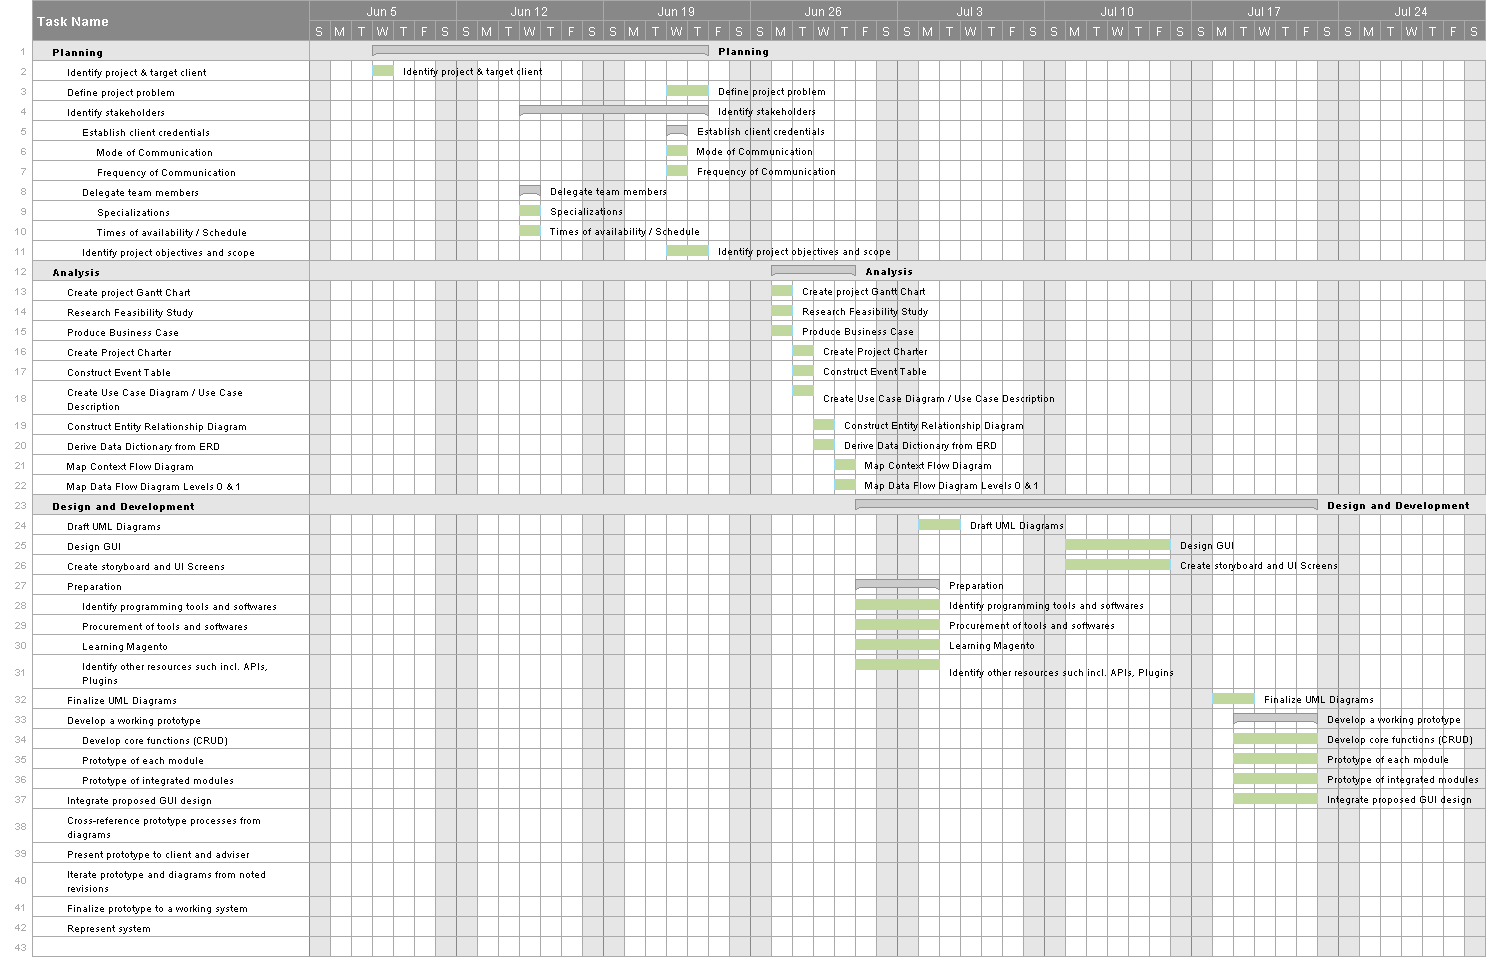 Task Name
Jun 5 Jun 12 Jun 19 Jun 26 Jul 3 Jul 10 Jul 17 Jul 24
S M T W T F S S M T W T F S S M T W T F S S M T W T F S S M T W T F S S M T W T F S S M T W T F S S M T W T F S
1 Planning Planning
2 Identify project & target client Identify project & target client
3 Define project problem Define project problem
4 Identify stakeholders Identify stakeholders
5 Establish client credentials Establish client credentials
6 Mode of Communication Mode of Communication
7 Frequency of Communication Frequency of Communication
8 Delegate team members Delegate team members
9 Specializations Specializations
10 Times of availability / Schedule Times of availability / Schedule
11 Identify project objectives and scope Identify project objectives and scope
12 Analysis Analysis
13 Create project Gantt Chart Create project Gantt Chart
14 Research Feasibility Study Research Feasibility Study
15 Produce Business Case Produce Business Case
16 Create Project Charter Create Project Charter
17 Construct Event Table Construct Event Table
18 Create Use Case Diagram / Use Case
Description Create Use Case Diagram / Use Case Description
19 Construct Entity Relationship Diagram Construct Entity Relationship Diagram
20 Derive Data Dictionary from ERD Derive Data Dictionary from ERD
21 Map Context Flow Diagram Map Context Flow Diagram
22 Map Data Flow Diagram Levels 0 & 1 Map Data Flow Diagram Levels 0 & 1
23 Design and Development Design and Development
24 Draft UML Diagrams Draft UML Diagrams
25 Design GUI Design GUI
26 Create storyboard and UI Screens Create storyboard and UI Screens
27 Preparation Preparation
28 Identify programming tools and softwares Identify programming tools and softwares
29 Procurement of tools and softwares Procurement of tools and softwares
30 Learning Magento Learning Magento
31 Identify other resources such incl. APIs,
Plugins Identify other resources such incl. APIs, Plugins
32 Finalize UML Diagrams Finalize UML Diagrams
33 Develop a working prototype Develop a working prototype
34 Develop core functions (CRUD) Develop core functions (CRUD)
35 Prototype of each module Prototype of each module
36 Prototype of integrated modules Prototype of integrated modules
37 Integrate proposed GUI design Integrate proposed GUI design
38 Cross-reference prototype processes from
diagrams
39 Present prototype to client and adviser
40 Iterate prototype and diagrams from noted
revisions
41 Finalize prototype to a working system
42 Represent system
43